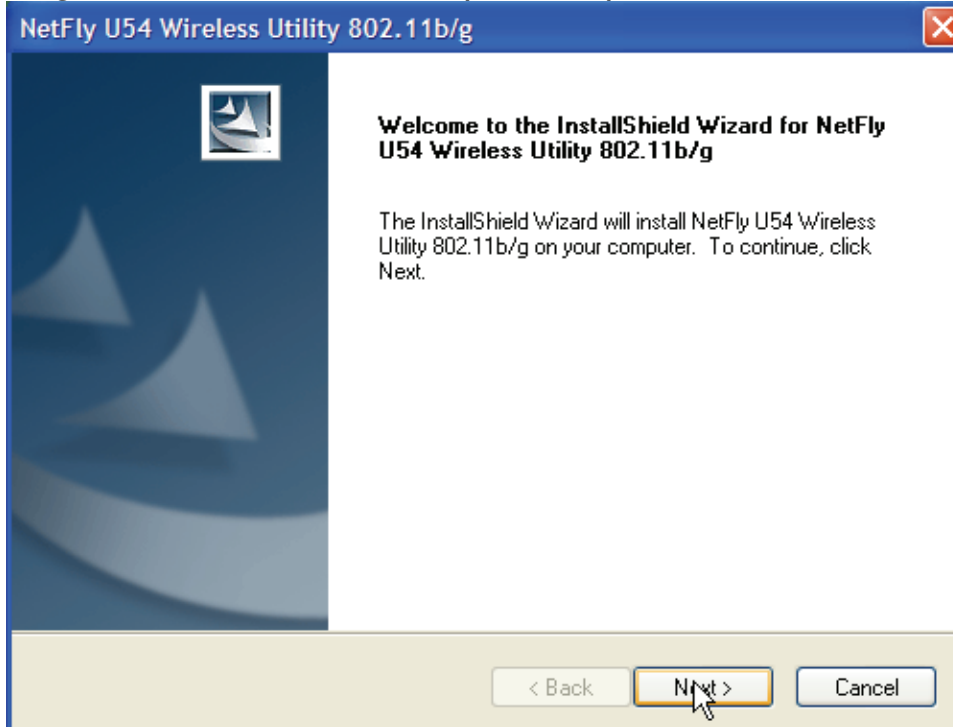 NetFly U54 Wireless Utility 802.11b/g
Welcome to the InstallShield Wizard for NetFly
U54 Wireless Utility 802.11b/g
The InstallShield Wizard will install NetFly U54 Wireless
Utility 802.11b/g on your computer.  To continue, click
Next.
< Back
Next >
Cancel